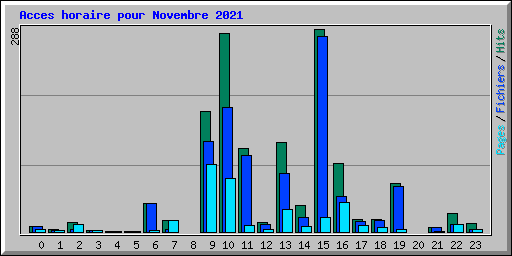 Acces horaire pour Novembre 2021
288
Pages / Fichiers / Hits
0 1 2 3 4 5 6 7 8 9 10 11 12 13 14 15 16 17 18 19 20 21 22 23